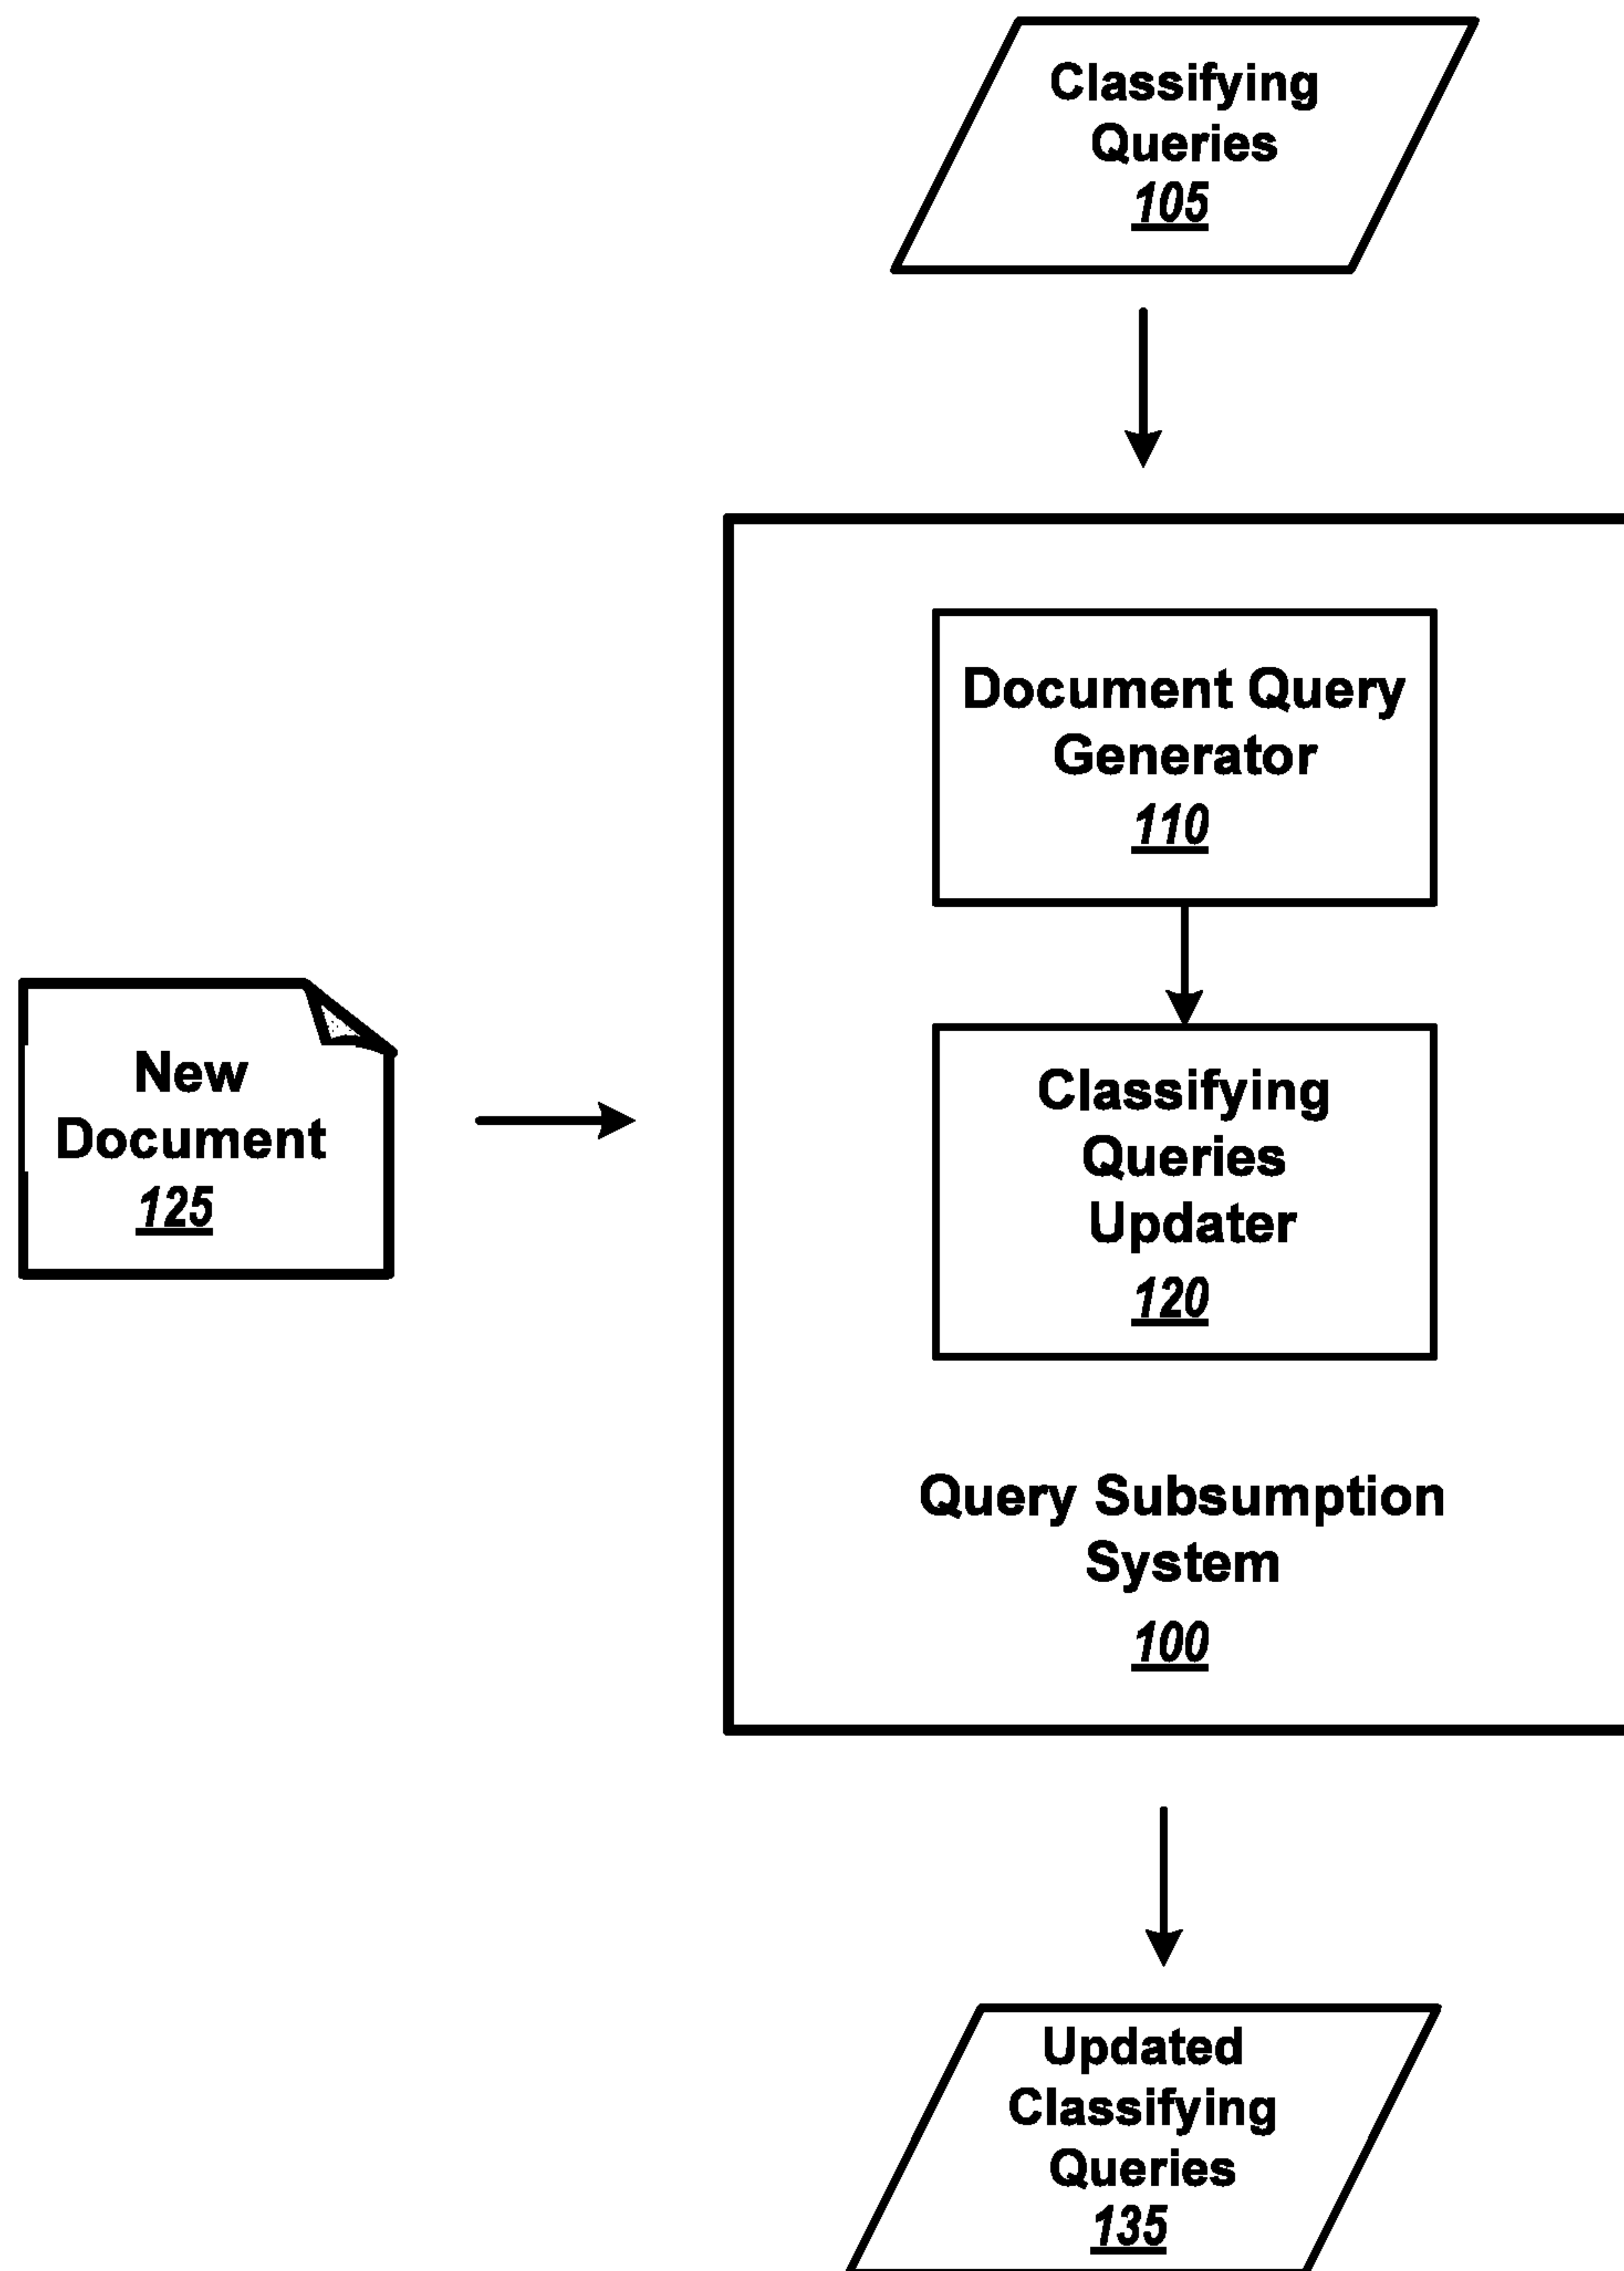 Classifying
Queries
105
Document Query
Generator
110
New
Document
125
Classifying
Queries
Updater
120
Query Subsumption
System
100
Updated
Classifying
Queries
135